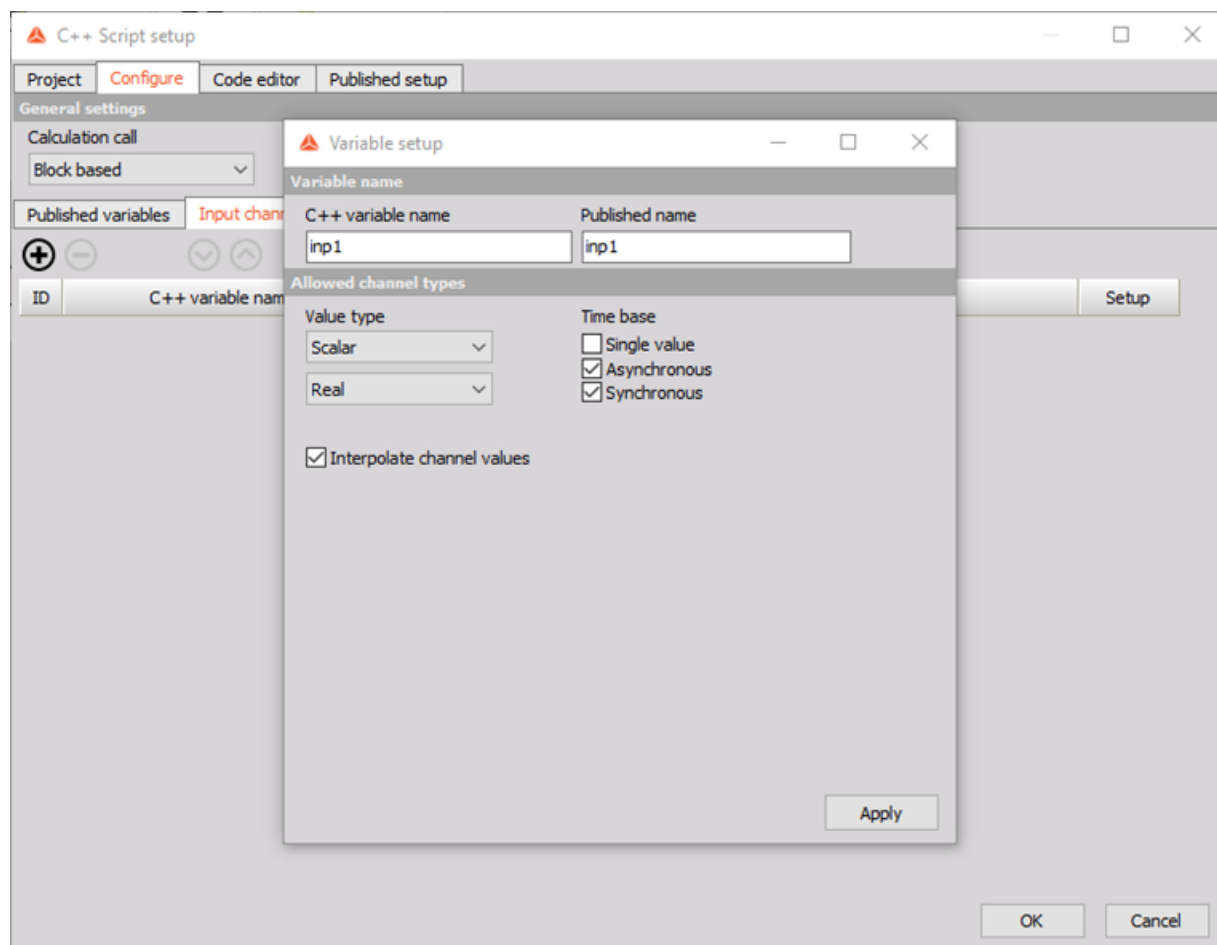 C++ Script setup
Project Configure Code editor Published setup
General settings
Calculation call
Block based
Published variables Input chan
ID C++ variable nam Setup
Variable setup
Variable name
C++ variable name Published name
inp1 inp1
Allowed channel types
Value type Time base
Scalar Single value
Asynchronous
Real Synchronous
Interpolate channel values
Apply
OK Cancel